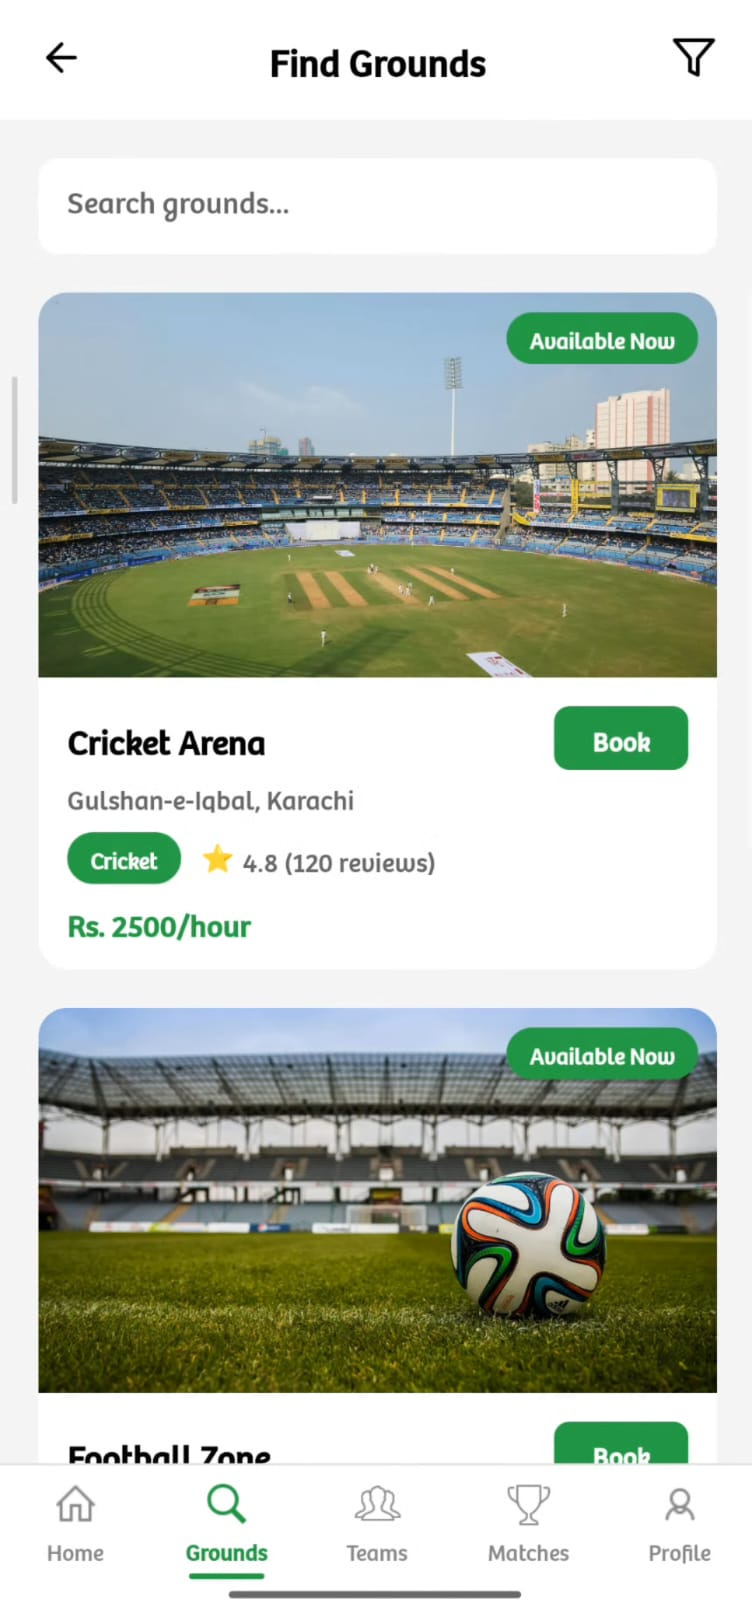 Find Grounds
Search grounds...
Available Now
Cricket Arena
Book
Gulshan-e-Iqbal, Karachi
Cricket
4.8 (120 reviews)
Rs. 2500/hour
Available Now
Football Zone
Book
Home
Grounds
Teams
Matches
Profile